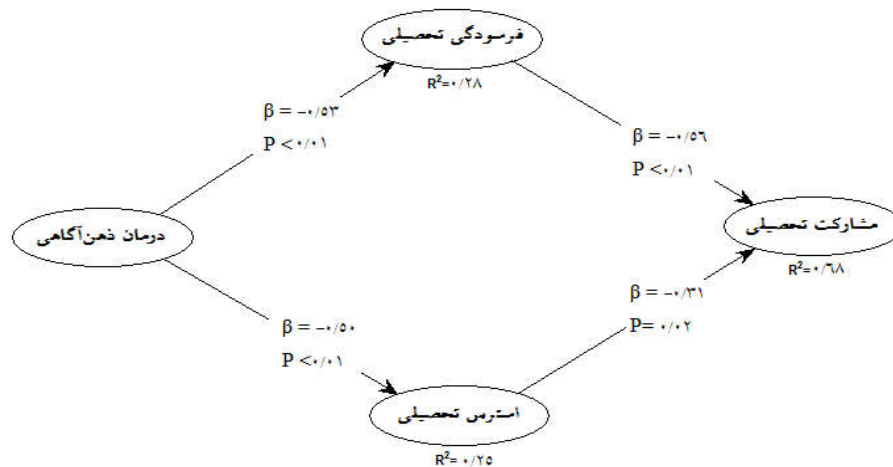 فرسودگی تحصیلی
R²=۰/۲۸
β = –۰/۵۳
P <۰/۰۱
β = –۰/۵۶
P <۰/۰۱
درمان ذهن‌آگاهی
مشارکت تحصیلی
R²=۰/۶۸
β = –۰/۵۰
P <۰/۰۱
β = –۰/۳۱
P= ۰/۰۲
استرس تحصیلی
R²= ۰/۲۵